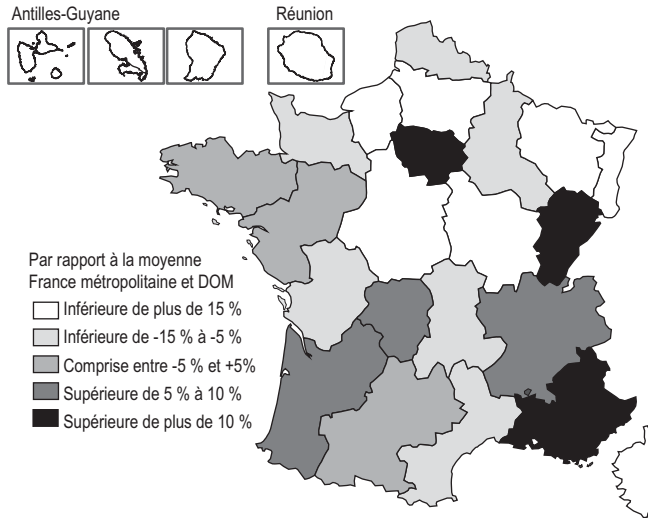 Antilles-Guyane
Réunion
Par rapport à la moyenne
France métropolitaine et DOM
Inférieure de plus de 15 %
Inférieure de -15 % à -5 %
Comprise entre -5 % et +5%
Supérieure de 5 % à 10 %
Supérieure de plus de 10 %